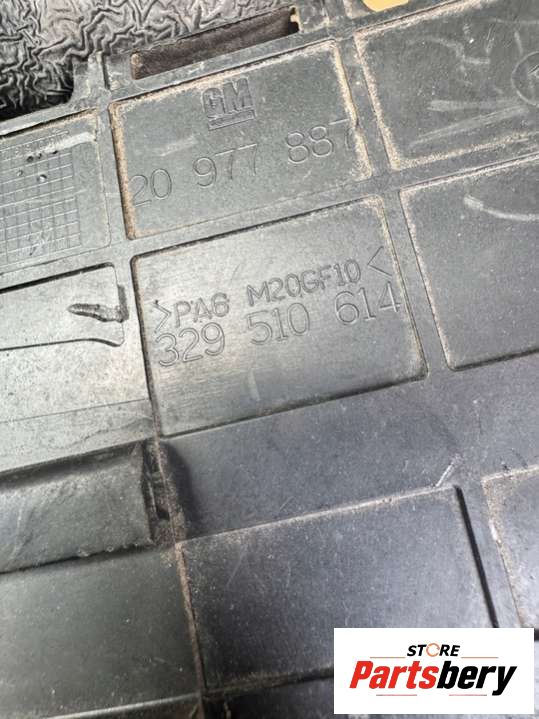 GM
20 977 887
>PA6 M20GF10<
329 510 614
STORE
Partsbery